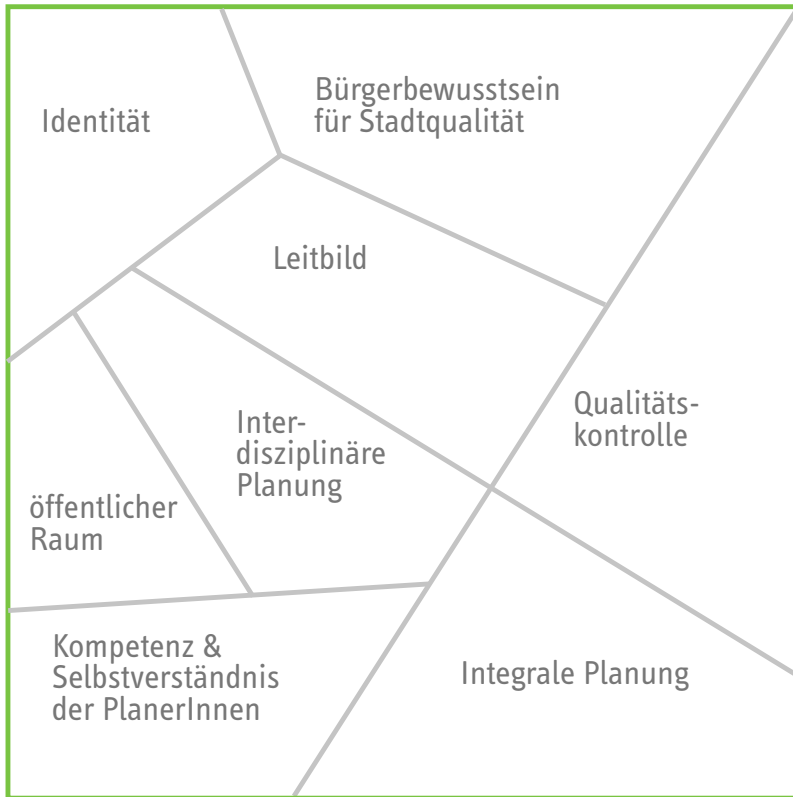 Identität
Bürgerbewusstsein
für Stadtqualität
Leitbild
Qualitäts-
kontrolle
Inter-
disziplinäre
Planung
öffentlicher
Raum
Kompetenz &
Selbstverständnis
der PlanerInnen
Integrale Planung